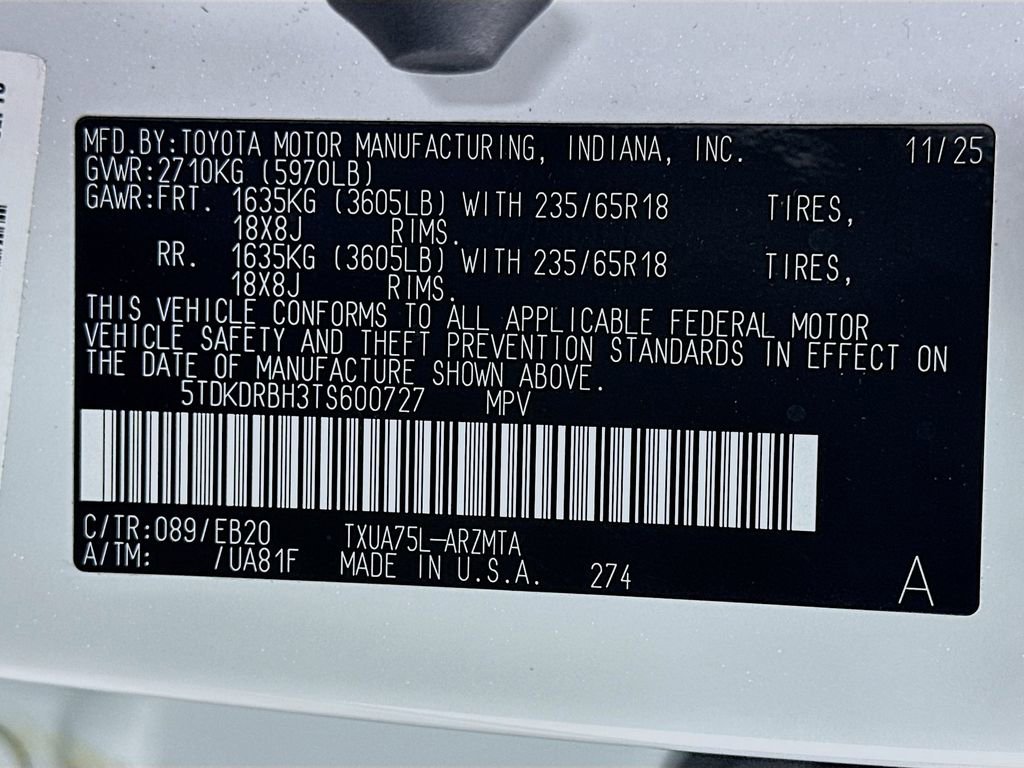 MFD.BY:TOYOTA MOTOR MANUFACTURING, INDIANA, INC. 11/25
GVWR:2710KG (5970LB)
GAWR:FRT. 1635KG (3605LB) WITH 235/65R18 TIRES,
18X8J RIMS.
RR. 1635KG (3605LB) WITH 235/65R18 TIRES,
18X8J RIMS.
THIS VEHICLE CONFORMS TO ALL APPLICABLE FEDERAL MOTOR
VEHICLE SAFETY AND THEFT PREVENTION STANDARDS IN EFFECT ON
THE DATE OF MANUFACTURE SHOWN ABOVE.
5TDKDRBH3TS600727 MPV
C/TR:089/EB20 TXUA75L-ARZMTA
A/TM: /UA81F MADE IN U.S.A. 274 A